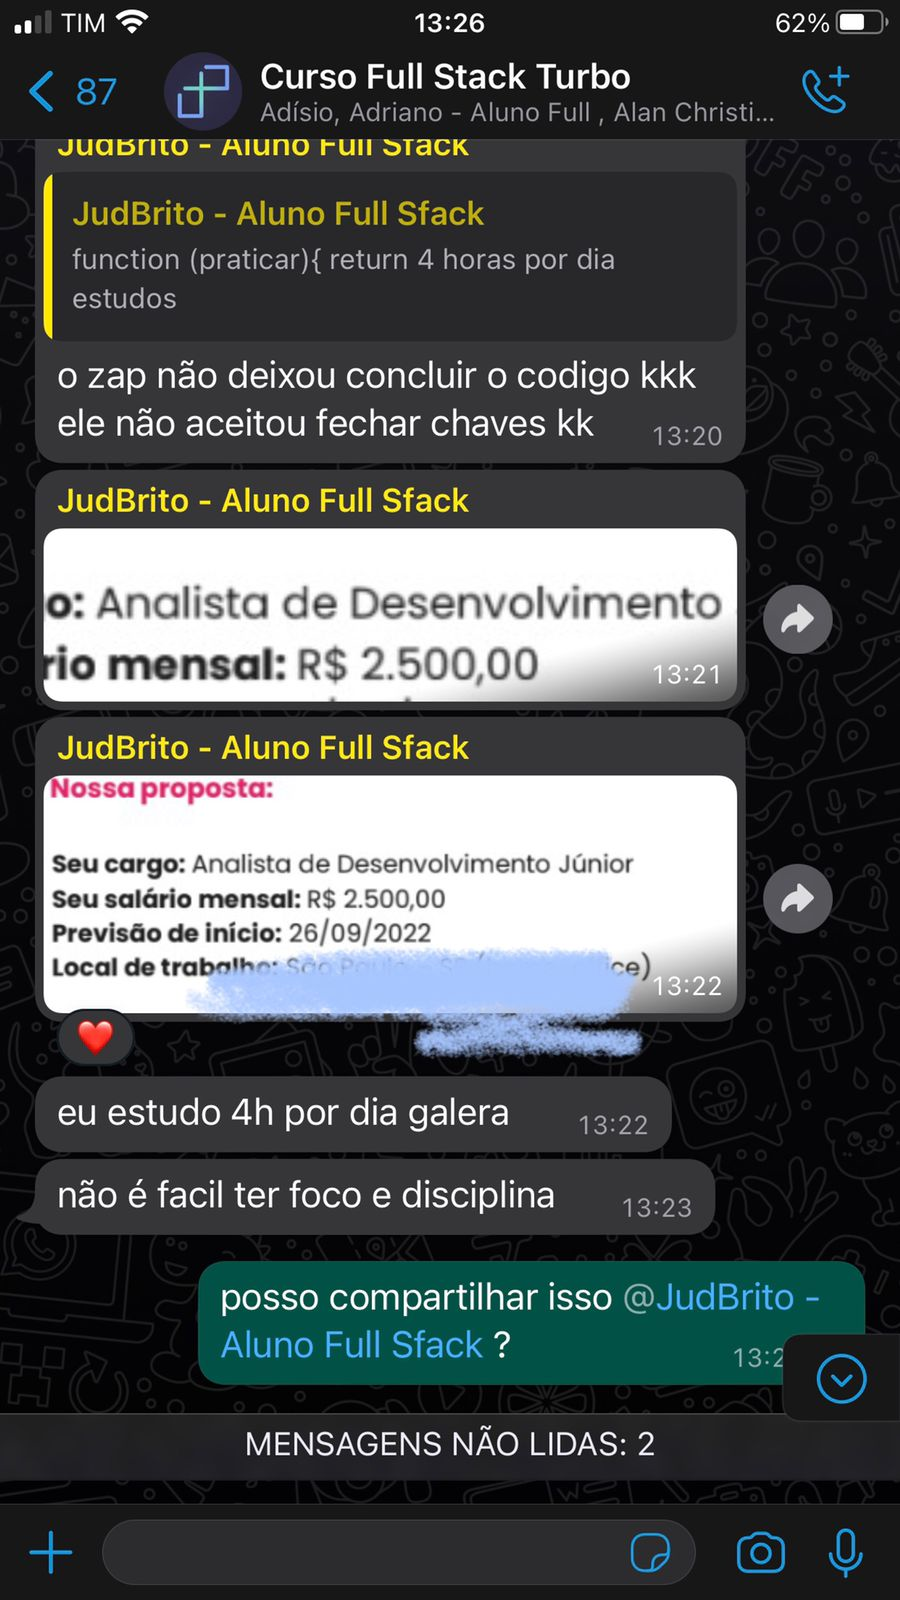 TIM
13:26
62%
87
Curso Full Stack Turbo
Adísio, Adriano - Aluno Full , Alan Christi...
JudBrito - Aluno Full Sfack
JudBrito - Aluno Full Sfack
function (praticar){ return 4 horas por dia
estudos
o zap não deixou concluir o codigo kkk
ele não aceitou fechar chaves kk
13:20
JudBrito - Aluno Full Sfack
o: Analista de Desenvolvimento
rio mensal: R$ 2.500,00
13:21
JudBrito - Aluno Full Sfack
Nossa proposta:
Seu cargo: Analista de Desenvolvimento Júnior
Seu salário mensal: R$ 2.500,00
Previsão de início: 26/09/2022
Local de trabalho:
13:22
eu estudo 4h por dia galera
13:22
não é facil ter foco e disciplina
13:23
posso compartilhar isso @JudBrito -
Aluno Full Sfack ?
13:2
MENSAGENS NÃO LIDAS: 2